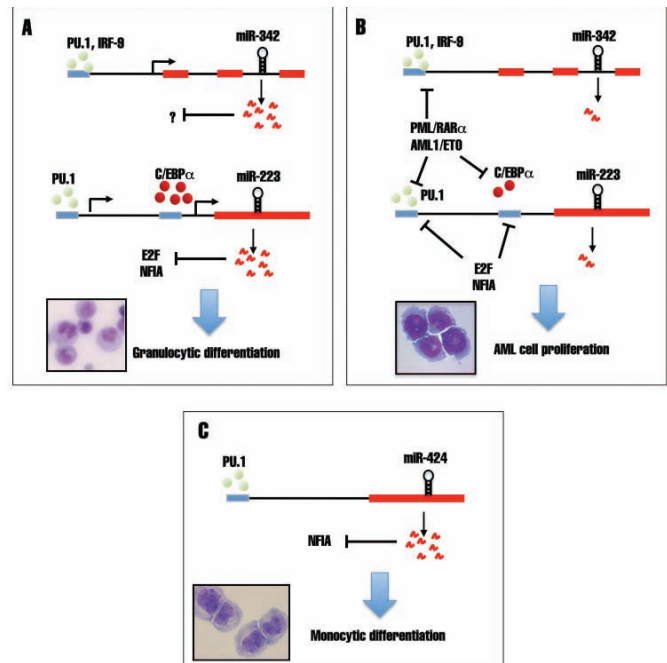 A
PU.1, IRF-9
miR-342
?
PU.1
C/EBPα
miR-223
E2F
NFIA
Granulocytic differentiation
B
PU.1, IRF-9
miR-342
PML/RARα
AML1/ETO
C/EBPα
miR-223
PU.1
E2F
NFIA
AML cell proliferation
C
PU.1
miR-424
NFIA
Monocytic differentiation